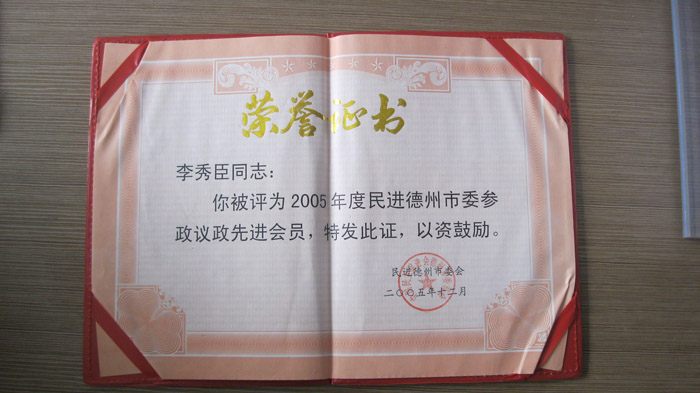 荣誉证书
李秀臣同志：
你被评为2005年度民进德州市委参
政议政先进会员，特发此证，以资鼓励。
民进德州市委会
二〇〇五年十二月